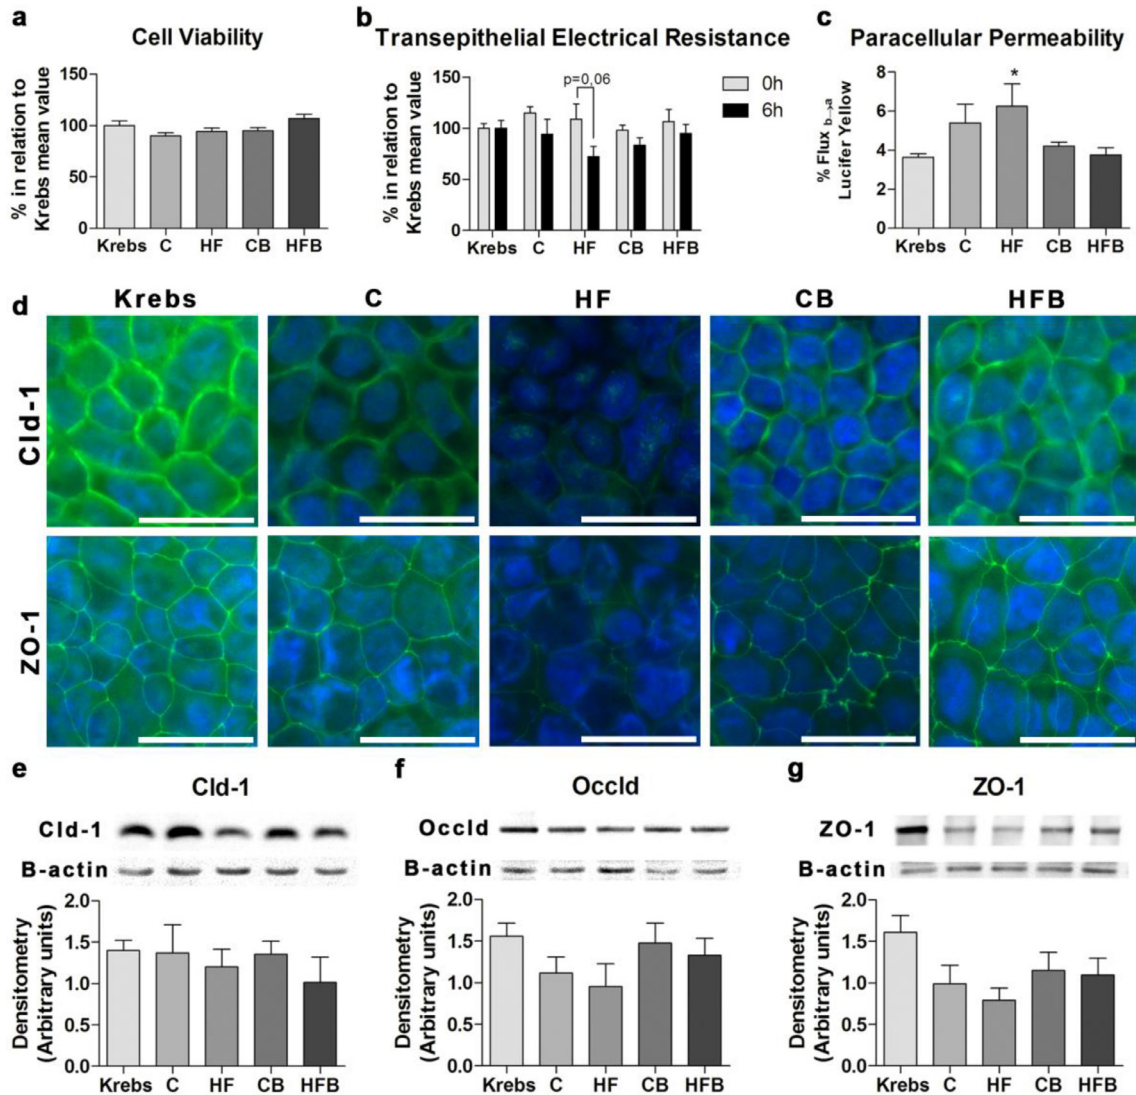 a
Cell Viability
% in relation to
Krebs mean value
150
100
50
0
Krebs C HF CB HFB
b
Transepithelial Electrical Resistance
p=0,06
0h
6h
% in relation to
Krebs mean value
150
100
50
0
Krebs C HF CB HFB
c
Paracellular Permeability
*
% Flux b→a
Lucifer Yellow
8
6
4
2
0
Krebs C HF CB HFB
d
Krebs C HF CB HFB
Cld-1
ZO-1
e
Cld-1
Cld-1
B-actin
Densitometry
(Arbitrary units)
2.0
1.5
1.0
0.5
0.0
Krebs C HF CB HFB
f
Occld
Occld
B-actin
Densitometry
(Arbitrary units)
2.0
1.5
1.0
0.5
0.0
Krebs C HF CB HFB
g
ZO-1
ZO-1
B-actin
Densitometry
(Arbitrary units)
2.0
1.5
1.0
0.5
0.0
Krebs C HF CB HFB